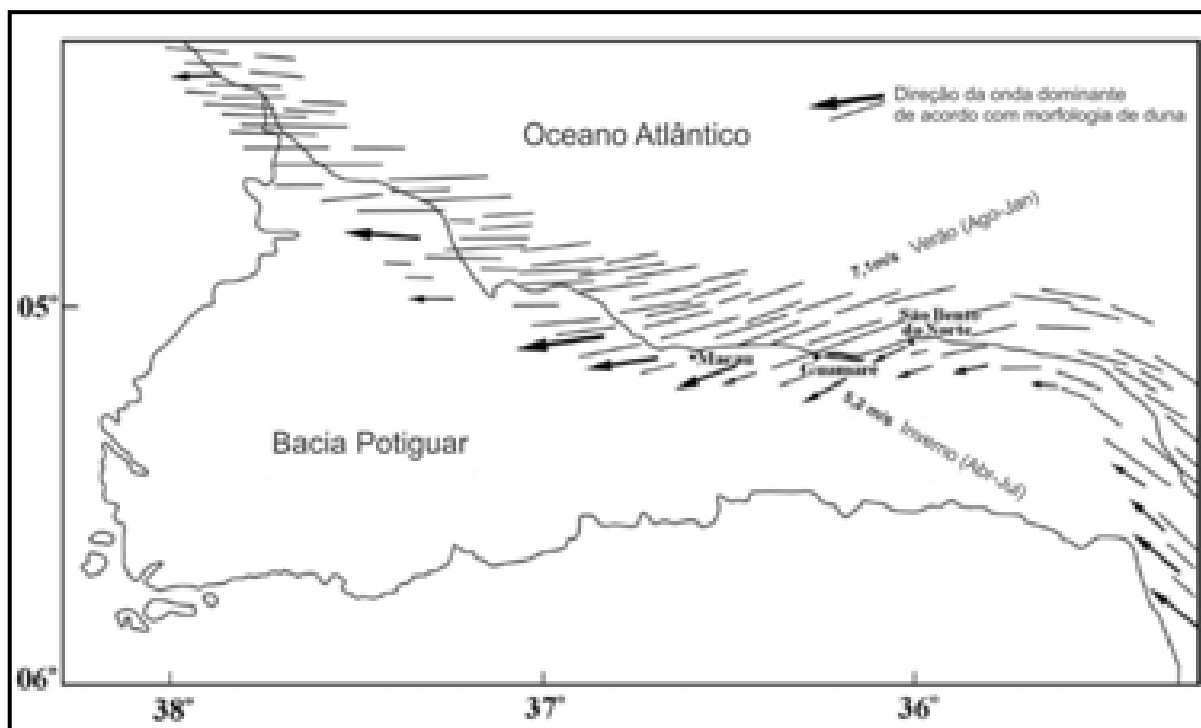 Direção da onda dominante
de acordo com morfologia de duna
Oceano Atlântico
7,1m/s Verão (Ago-Jan)
05°
São Bento
do Norte
Macau
Guamaré
5,2 m/s Inverno (Abr-Jul)
Bacia Potiguar
06°
38°
37°
36°